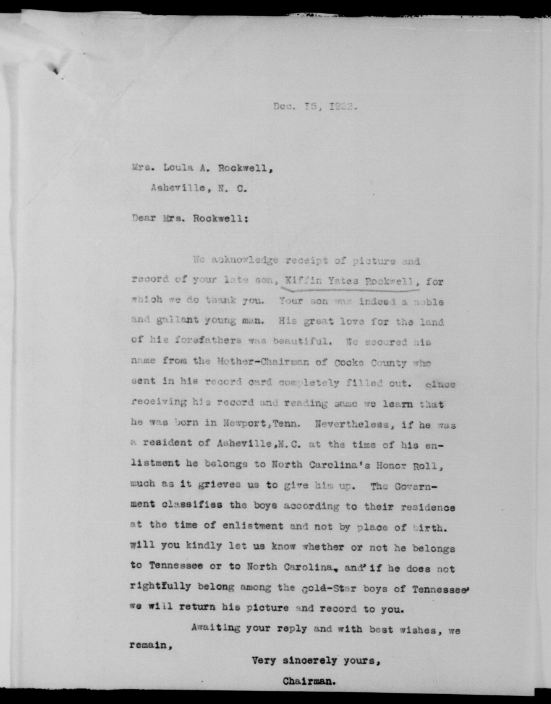 Dec. 15, 1922.
Mrs. Loula A. Rockwell,
Asheville, N. C.
Dear Mrs. Rockwell:
We acknowledge receipt of picture and
record of your late son, Kiffin Yates Rockwell, for
which we do thank you. Your son was indeed a noble
and gallant young man. His great love for the land
of his forefathers was beautiful. We secured his
name from the Mother-Chairman of Cocke County who
sent in his record card completely filled out. Since
receiving his record and reading same we learn that
he was born in Newport,Tenn. Nevertheless, if he was
a resident of Asheville,N.C. at the time of his en-
listment he belongs to North Carolina's Honor Roll,
much as it grieves us to give him up. The Govern-
ment classifies the boys according to their residence
at the time of enlistment and not by place of birth.
will you kindly let us know whether or not he belongs
to Tennessee or to North Carolina, and if he does not
rightfully belong among the gold-Star boys of Tennessee
we will return his picture and record to you.
Awaiting your reply and with best wishes, we
remain,
Very sincerely yours,
Chairman.